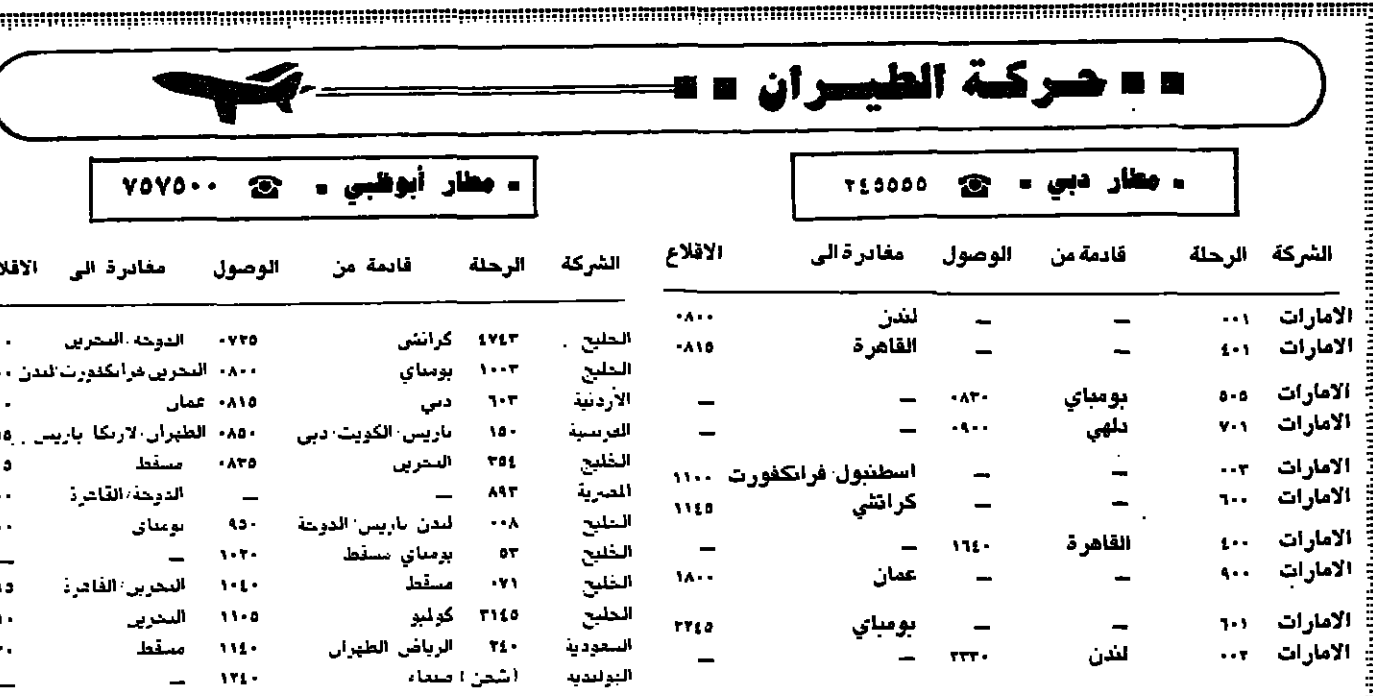 حركة الطيران
مطار دبي ☎ ٢٤٥٥٥٥
الشركة الرحلة قادمة من الوصول مغادرة الى الاقلاع
الامارات ٠٠١ — — لندن ٠٨٠٠
الامارات ٤٠١ — — القاهرة ٠٨١٥
الامارات ٥٠٥ بومباي ٠٨٣٠ — —
الامارات ٧٠١ دلهي ٠٩٠٠ — —
الامارات ٠٠٣ — — اسطنبول/فرانكفورت ١١٠٠
الامارات ٦٠٠ — — كراتشي ١١٤٥
الامارات ٤٠٠ القاهرة ١٦٤٠ — —
الامارات ٩٠٠ — — عمان ١٨٠٠
الامارات ٦٠١ — — بومباي ٢٢٤٥
الامارات ٠٠٢ لندن ٢٣٣٠ — —
مطار أبوظبي ☎ ٧٥٧٥٠٠
الشركة الرحلة قادمة من الوصول مغادرة الى
الخليج ٤٧٤٣ كراتشي ٠٧٣٥ الدوحة/البحرين
الخليج ١٠٠٣ بومباي ٠٨٠٠ البحرين/فرانكفورت/لندن
الأردنية ٦٠٣ دبي ٠٨١٥ عمان
الفرنسية ١٥٠ باريس/الكويت/دبي ٠٨٥٠ الطهران/لارنكا/باريس
الخليج ٣٥٤ البحرين ٠٨٣٥ مسقط
المصرية ٨٩٣ — — الدوحة/القاهرة
الخليج ٠٠٨ لندن/باريس/الدوحة ٩٥٠ بومباي
الخليج ٥٣ بومباي/مسقط ١٠٢٠ — —
الخليج ٠٧١ مسقط ١٠٤٠ البحرين/القاهرة
الخليج ٣١٤٥ كولمبو ١١٠٥ البحرين
السعودية ٢٤٠ الرياض/الظهران ١١٤٠ مسقط
البولندية (شحن) صنعاء ١٢٤٠ — —